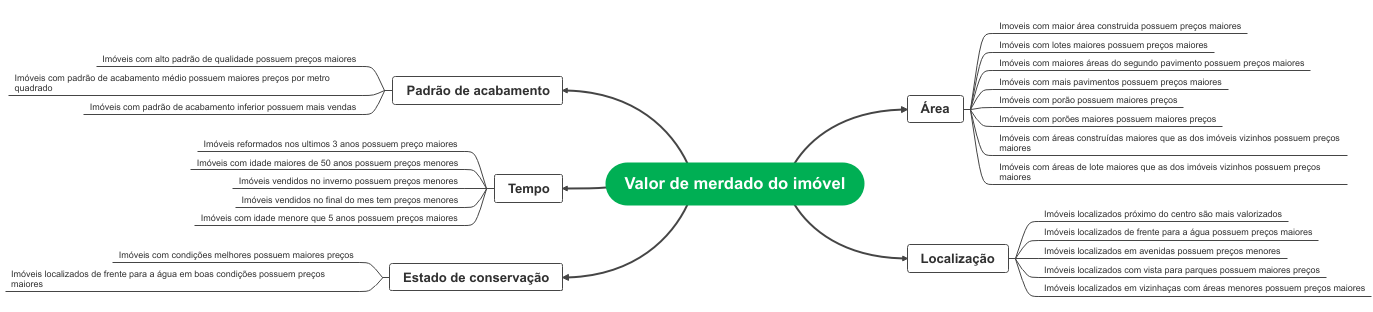 Valor de merdado do imóvel
Padrão de acabamento
Imóveis com alto padrão de qualidade possuem preços maiores
Imóveis com padrão de acabamento médio possuem maiores preços por metro
quadrado
Imóveis com padrão de acabamento inferior possuem mais vendas
Tempo
Imóveis reformados nos ultimos 3 anos possuem preço maiores
Imóveis com idade maiores de 50 anos possuem preços menores
Imóveis vendidos no inverno possuem preços menores
Imóveis vendidos no final do mes tem preços menores
Imóveis com idade menore que 5 anos possuem preços maiores
Estado de conservação
Imóveis com condições melhores possuem maiores preços
Imóveis localizados de frente para a água em boas condições possuem preços
maiores
Área
Imoveis com maior área construida possuem preços maiores
Imóveis com lotes maiores possuem preços maiores
Imóveis com maiores áreas do segundo pavimento possuem preços maiores
Imóveis com mais pavimentos possuem preços maiores
Imóveis com porão possuem maiores preços
Imóveis com porões maiores possuem maiores preços
Imóveis com áreas construídas maiores que as dos imóveis vizinhos possuem preços
maiores
Imóveis com áreas de lote maiores que as dos imóveis vizinhos possuem preços
maiores
Localização
Imóveis localizados próximo do centro são mais valorizados
Imóveis localizados de frente para a água possuem preços maiores
Imóveis localizados em avenidas possuem preços menores
Imóveis localizados com vista para parques possuem maiores preços
Imóveis localizados em vizinhaças com áreas menores possuem preços maiores